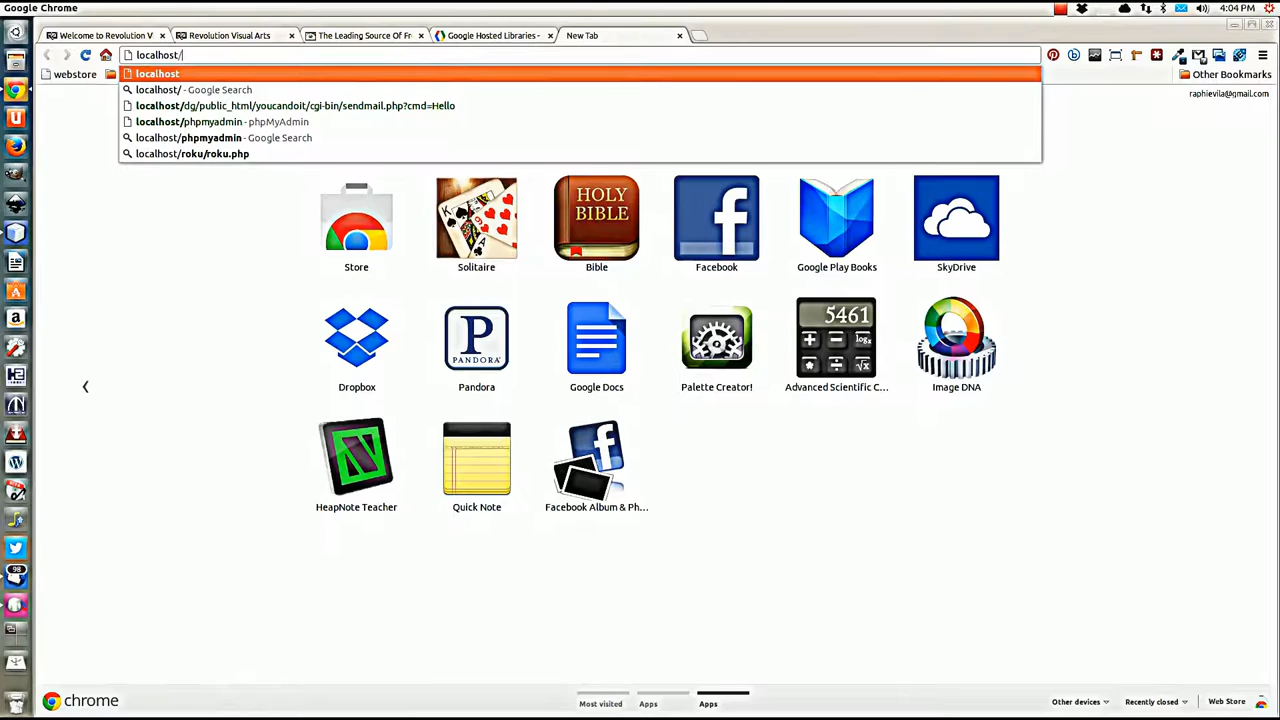 Google Chrome
4:04 PM
Welcome to Revolution V
Revolution Visual Arts
The Leading Source Of Fr
Google Hosted Libraries -
New Tab
localhost/
webstore
Other Bookmarks
localhost
localhost/ - Google Search
localhost/dg/public_html/youcandoit/cgi-bin/sendmail.php?cmd=Hello
localhost/phpmyadmin - phpMyAdmin
localhost/phpmyadmin - Google Search
localhost/roku/roku.php
raphievila@gmail.com
HOLY
BIBLE
Store
Solitaire
Bible
Facebook
Google Play Books
SkyDrive
PANDORA
5461
Dropbox
Pandora
Google Docs
Palette Creator!
Advanced Scientific C...
Image DNA
HeapNote Teacher
Quick Note
Facebook Album & Ph...
98
chrome
Most visited
Apps
Apps
Other devices
Recently closed
Web Store